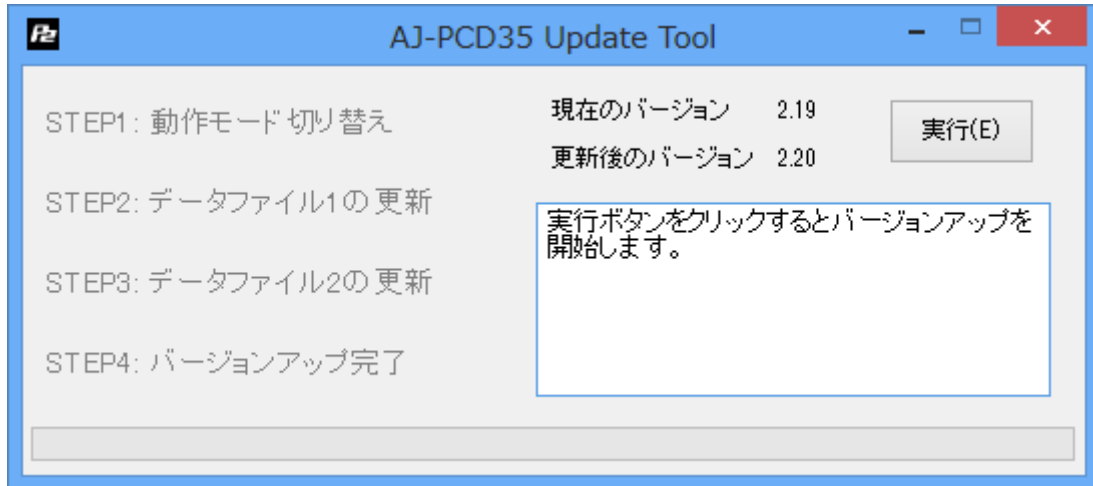 P2
AJ-PCD35 Update Tool
STEP1: 動作モード切り替え
STEP2: データファイル1の更新
STEP3: データファイル2の更新
STEP4: バージョンアップ完了
現在のバージョン 2.19
更新後のバージョン 2.20
実行(E)
実行ボタンをクリックするとバージョンアップを
開始します。